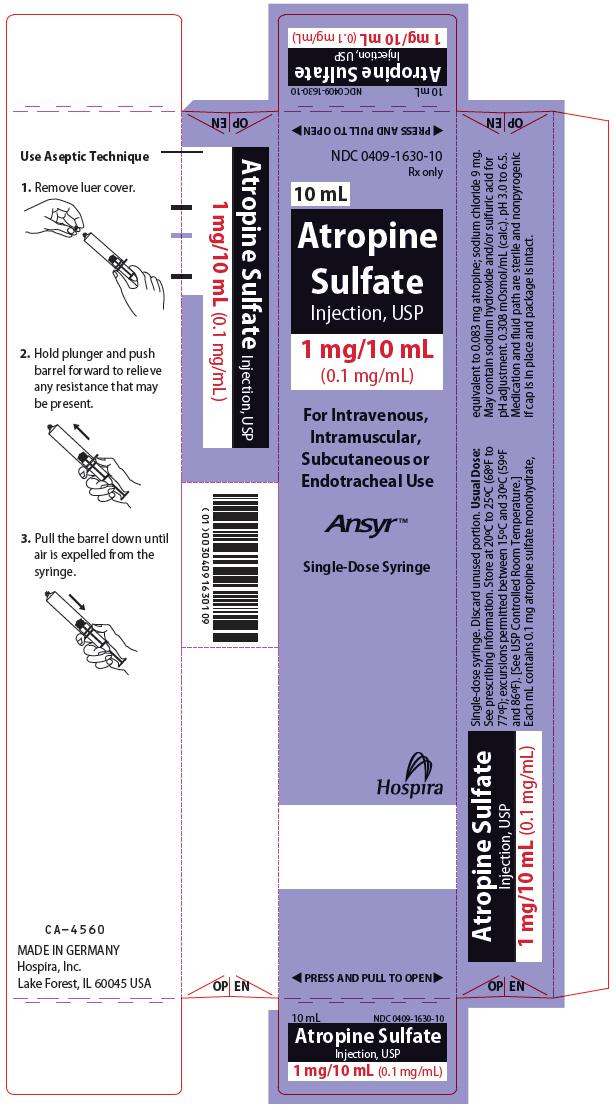 10 mL NDC 0409-1630-10
Atropine Sulfate
Injection, USP
1 mg/10 mL (0.1 mg/mL)
OP EN
◀ PRESS AND PULL TO OPEN ▶
OP EN
Use Aseptic Technique
1. Remove luer cover.
2. Hold plunger and push
barrel forward to relieve
any resistance that may
be present.
3. Pull the barrel down until
air is expelled from the
syringe.
CA-4560
MADE IN GERMANY
Hospira, Inc.
Lake Forest, IL 60045 USA
Atropine Sulfate Injection, USP
1 mg/10 mL (0.1 mg/mL)
(01)00304091630109
NDC 0409-1630-10
Rx only
10 mL
Atropine
Sulfate
Injection, USP
1 mg/10 mL
(0.1 mg/mL)
For Intravenous,
Intramuscular,
Subcutaneous or
Endotracheal Use
Ansyr™
Single-Dose Syringe
Hospira
Atropine Sulfate
Injection, USP
1 mg/10 mL (0.1 mg/mL)
Single-dose syringe. Discard unused portion. Usual Dose:
See prescribing information. Store at 20ºC to 25ºC (68ºF to
77ºF); excursions permitted between 15ºC and 30ºC (59ºF
and 86ºF). [See USP Controlled Room Temperature.]
Each mL contains 0.1 mg atropine sulfate monohydrate,
equivalent to 0.083 mg atropine; sodium chloride 9 mg.
May contain sodium hydroxide and/or sulfuric acid for
pH adjustment. 0.308 mOsmol/mL (calc). pH 3.0 to 6.5.
Medication and fluid path are sterile and nonpyrogenic
if cap is in place and package is intact.
OP EN
◀ PRESS AND PULL TO OPEN ▶
OP EN
10 mL NDC 0409-1630-10
Atropine Sulfate
Injection, USP
1 mg/10 mL (0.1 mg/mL)